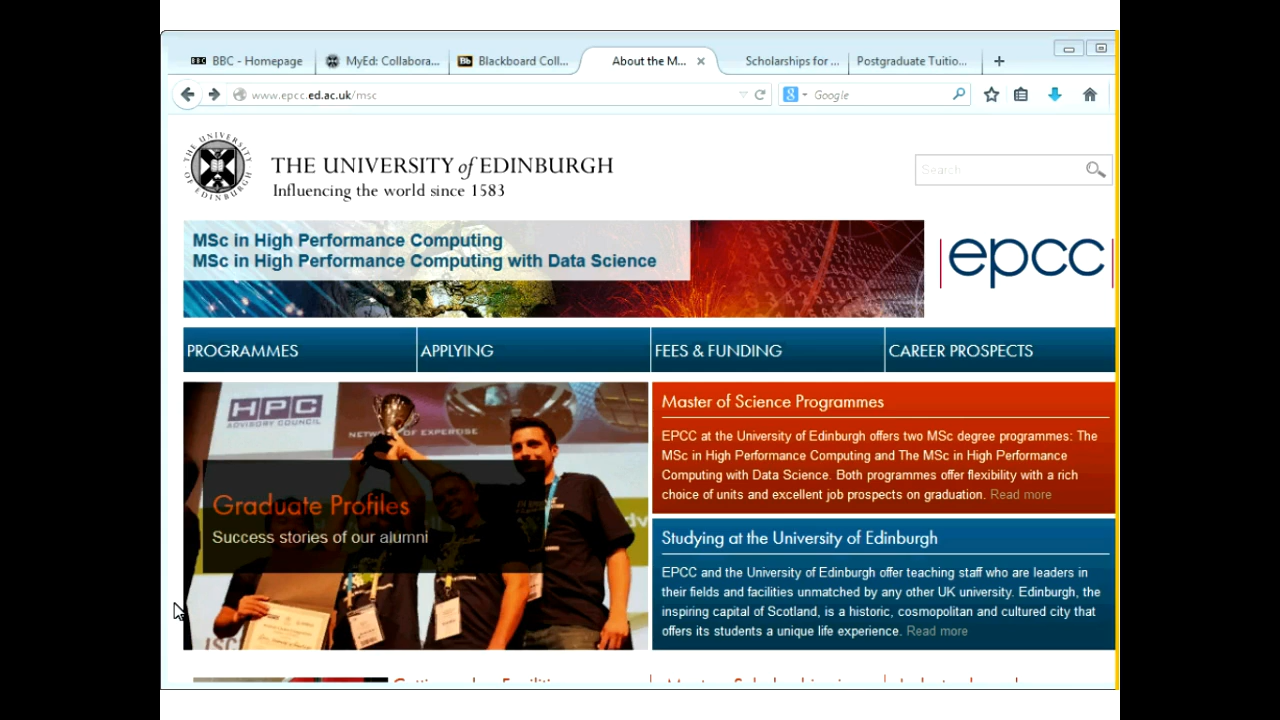 BBC - Homepage
MyEd: Collabora...
Blackboard Coll...
About the M...
Scholarships for ...
Postgraduate Tuitio...
www.epcc.ed.ac.uk/msc
Google
THE UNIVERSITY of EDINBURGH
Influencing the world since 1583
Search
MSc in High Performance Computing
MSc in High Performance Computing with Data Science
epcc
PROGRAMMES
APPLYING
FEES & FUNDING
CAREER PROSPECTS
HPC
ADVISORY COUNCIL
NETWORK OF EXPERTISE
Graduate Profiles
Success stories of our alumni
Master of Science Programmes
EPCC at the University of Edinburgh offers two MSc degree programmes: The
MSc in High Performance Computing and The MSc in High Performance
Computing with Data Science. Both programmes offer flexibility with a rich
choice of units and excellent job prospects on graduation. Read more
Studying at the University of Edinburgh
EPCC and the University of Edinburgh offer teaching staff who are leaders in
their fields and facilities unmatched by any other UK university. Edinburgh, the
inspiring capital of Scotland, is a historic, cosmopolitan and cultured city that
offers its students a unique life experience. Read more